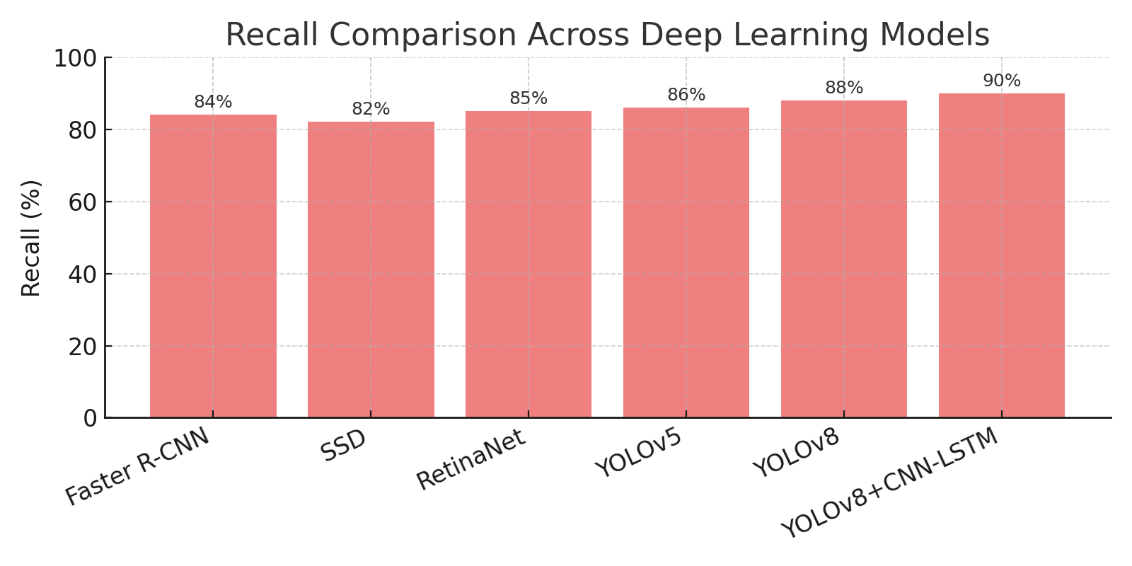 Recall Comparison Across Deep Learning Models
Recall (%)
100
80
60
40
20
0
84%
82%
85%
86%
88%
90%
Faster R-CNN
SSD
RetinaNet
YOLOv5
YOLOv8
YOLOv8+CNN-LSTM